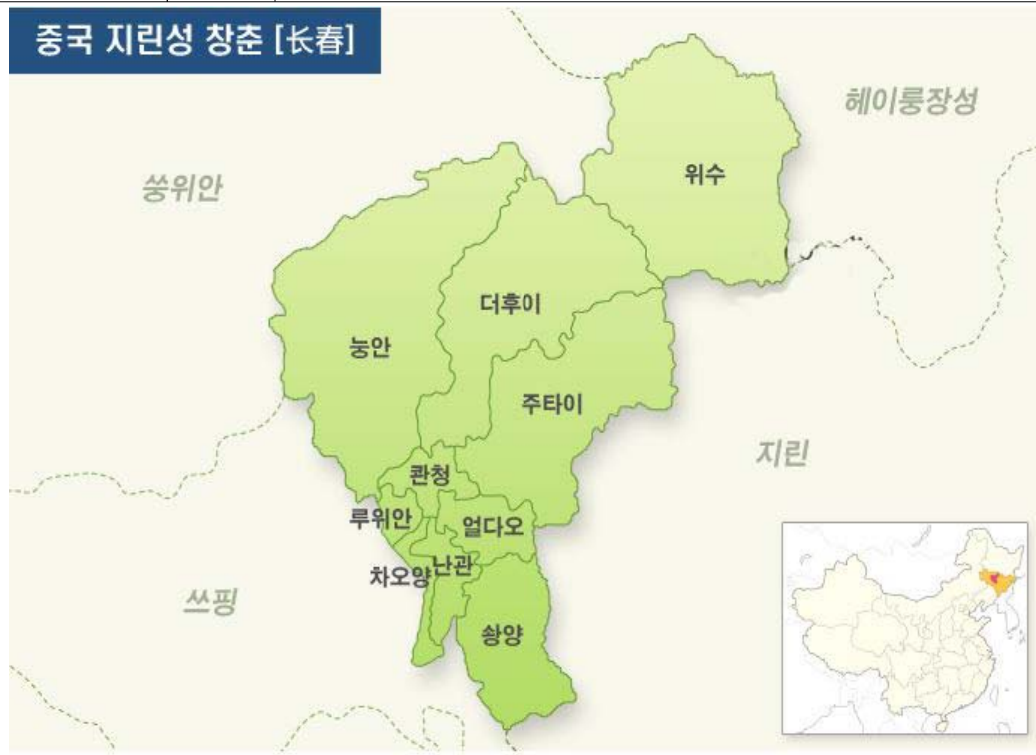 중국 지린성 창춘 [长春]
헤이룽장성
쑹위안
위수
더후이
눙안
주타이
지린
콴청
루위안
얼다오
난관
차오양
쓰핑
솽양